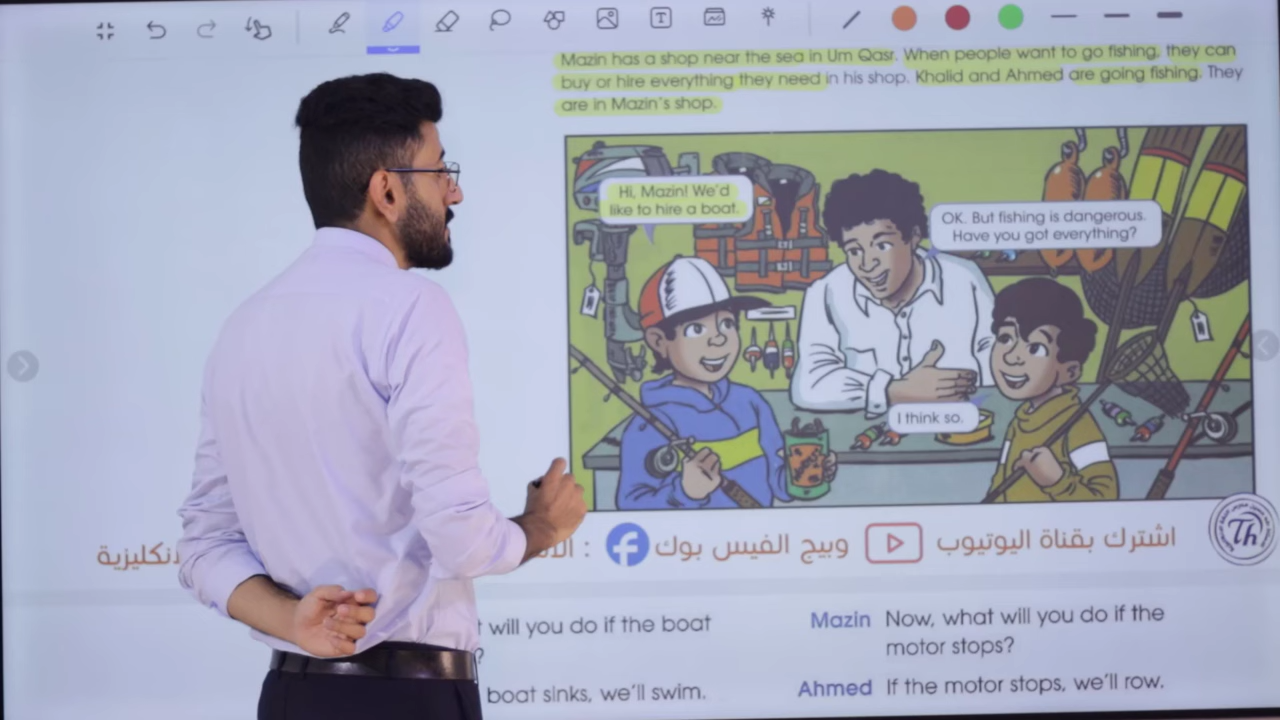 Mazin has a shop near the sea in Um Qasr. When people want to go fishing, they can
buy or hire everything they need in his shop. Khalid and Ahmed are going fishing. They
are in Mazin's shop.
Hi, Mazin! We'd
like to hire a boat.
OK. But fishing is dangerous.
Have you got everything?
I think so.
اشترك بقناة اليوتيوب وبيج الفيس بوك :
Th
will you do if the boat
?
boat sinks, we'll swim.
Mazin Now, what will you do if the
motor stops?
Ahmed If the motor stops, we'll row.